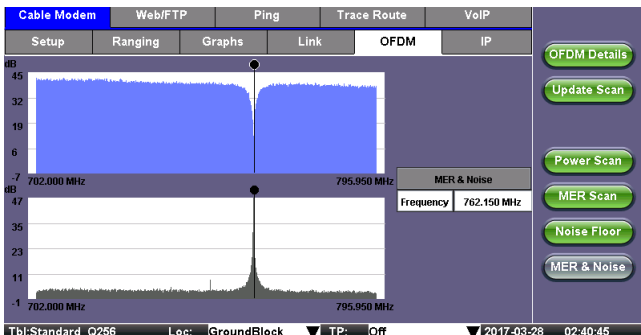 Cable Modem Web/FTP Ping Trace Route VoIP
Setup Ranging Graphs Link OFDM IP
OFDM Details
Update Scan
Power Scan
MER Scan
Noise Floor
MER & Noise
dB
45
32
19
6
-7
702.000 MHz 795.950 MHz
MER & Noise
Frequency 762.150 MHz
dB
47
35
23
11
-1
702.000 MHz 795.950 MHz
Tbl:Standard_Q256 Loc: GroundBlock TP: Off 2017-03-28 02:40:45